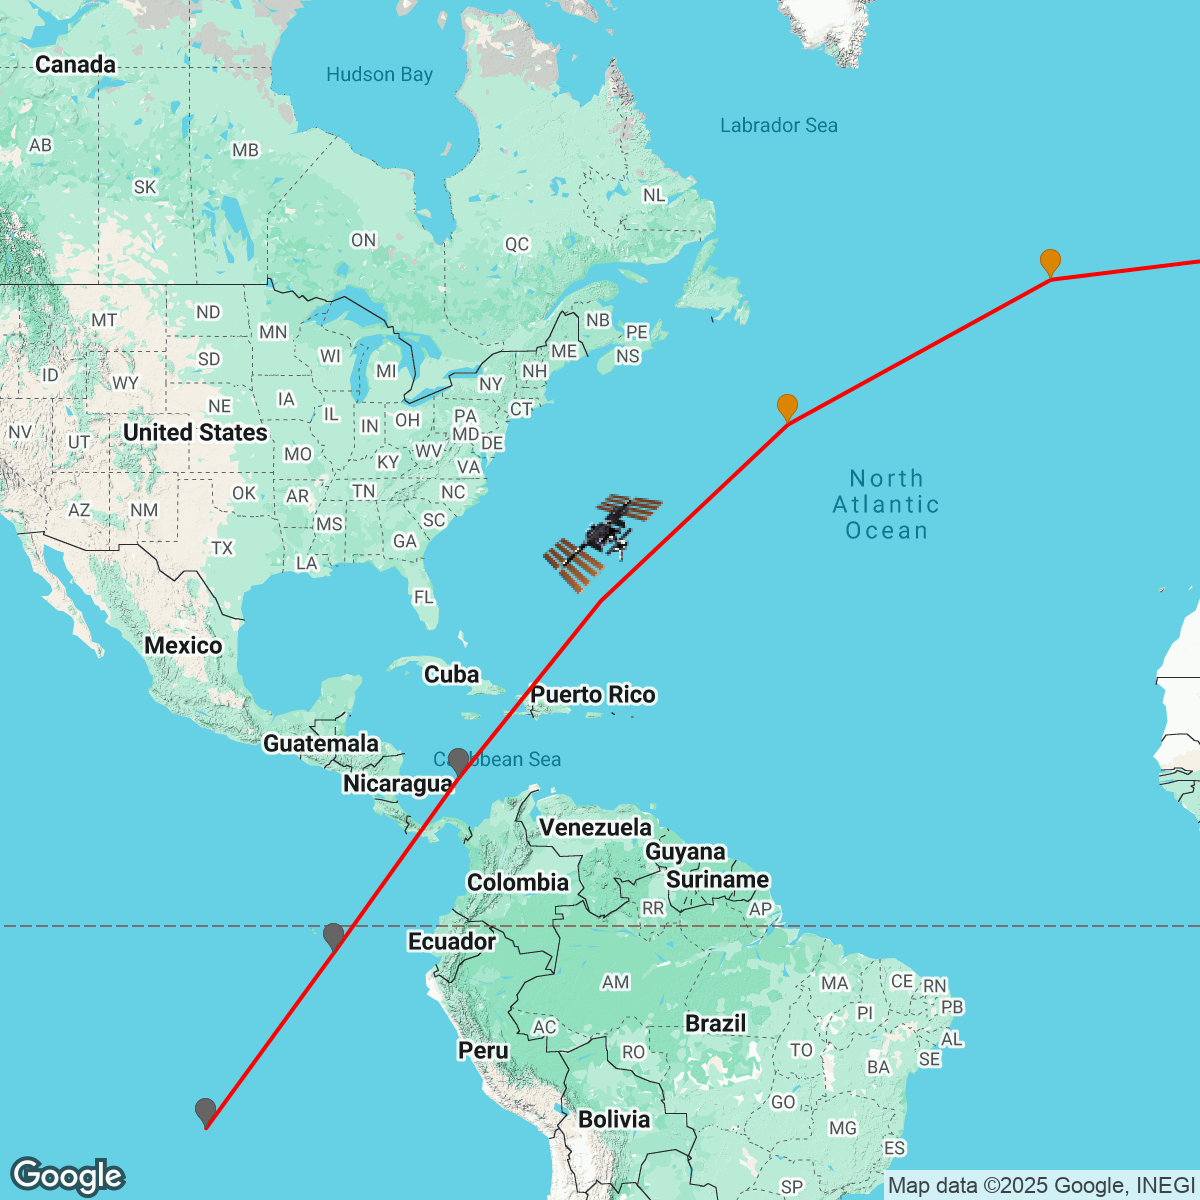 Canada
Hudson Bay
Labrador Sea
AB
MB
SK
NL
ON
QC
MT
ND
MN
NB
PE
ME
NS
SD
WI
ID
WY
MI
NH
NY
NE
IA
IL
IN
OH
PA
CT
NV
UT
United States
MD
DE
MO
KY
WV
VA
North
Atlantic
Ocean
AZ
NM
OK
AR
TN
NC
MS
SC
TX
GA
LA
FL
Mexico
Cuba
Puerto Rico
Guatemala
Caribbean Sea
Nicaragua
Venezuela
Guyana
Colombia
Suriname
RR
AP
Ecuador
AM
MA
CE
RN
PB
PI
Brazil
AC
Peru
RO
TO
AL
SE
BA
Bolivia
GO
MG
ES
SP
Google
Map data ©2025 Google, INEGI